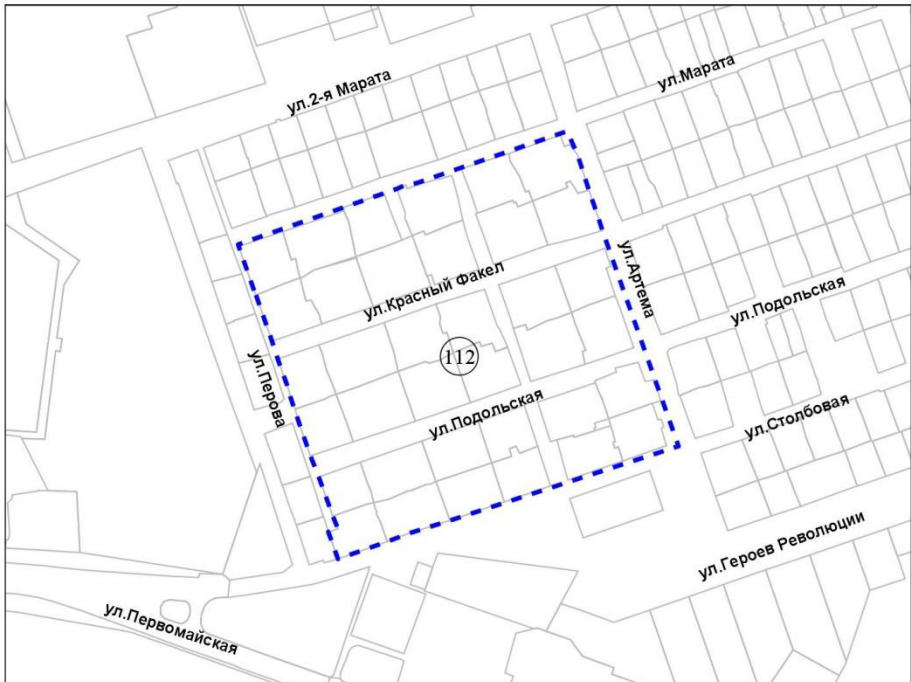 ул.2-я Марата
ул.Марата
ул.Красный Факел
ул.Артема
ул.Подольская
112
ул.Перова
ул.Подольская
ул.Столбовая
ул.Героев Революции
ул.Первомайская